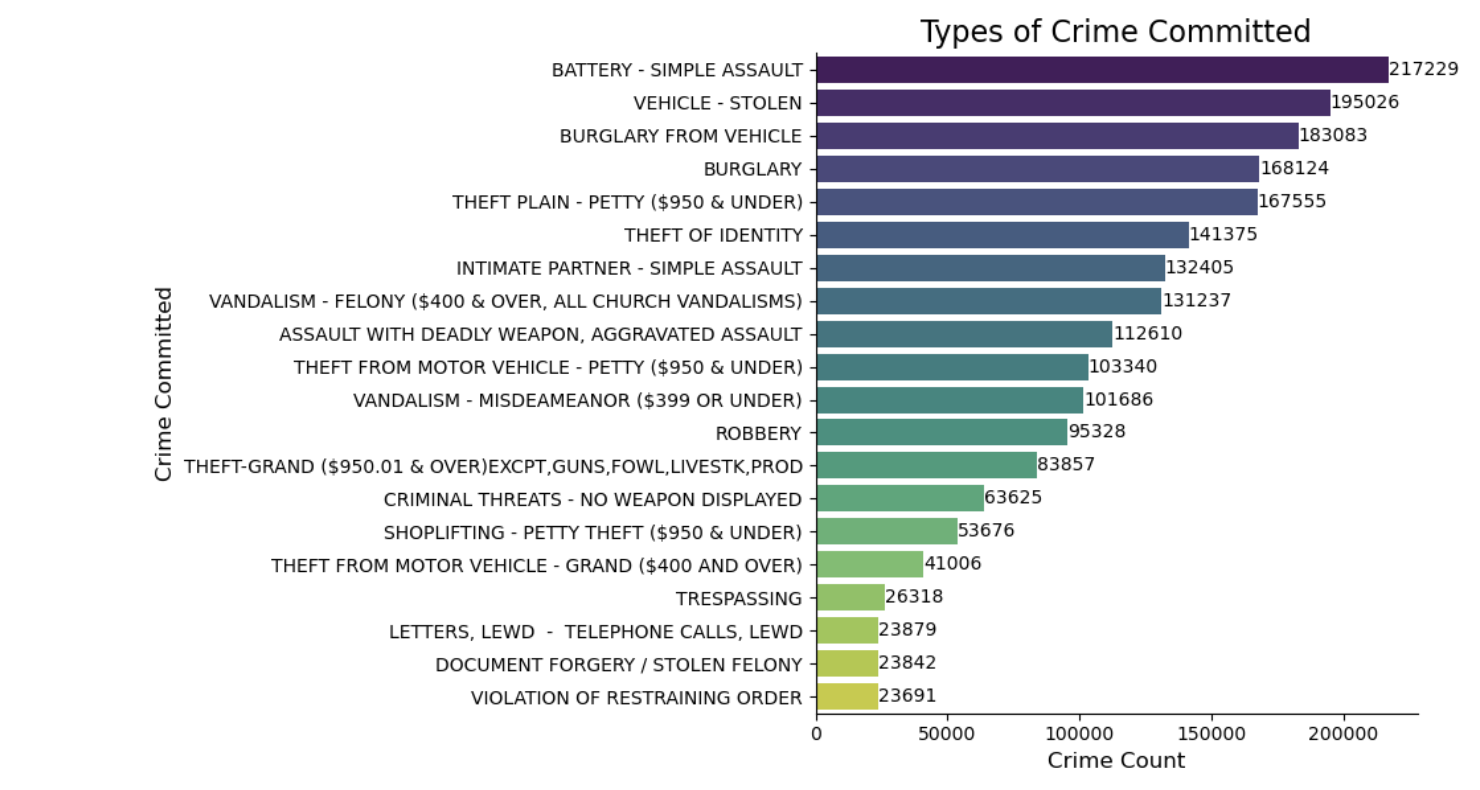 Types of Crime Committed
BATTERY - SIMPLE ASSAULT 217229
VEHICLE - STOLEN 195026
BURGLARY FROM VEHICLE 183083
BURGLARY 168124
THEFT PLAIN - PETTY ($950 & UNDER) 167555
THEFT OF IDENTITY 141375
INTIMATE PARTNER - SIMPLE ASSAULT 132405
VANDALISM - FELONY ($400 & OVER, ALL CHURCH VANDALISMS) 131237
ASSAULT WITH DEADLY WEAPON, AGGRAVATED ASSAULT 112610
THEFT FROM MOTOR VEHICLE - PETTY ($950 & UNDER) 103340
VANDALISM - MISDEAMEANOR ($399 OR UNDER) 101686
ROBBERY 95328
THEFT-GRAND ($950.01 & OVER)EXCPT,GUNS,FOWL,LIVESTK,PROD 83857
CRIMINAL THREATS - NO WEAPON DISPLAYED 63625
SHOPLIFTING - PETTY THEFT ($950 & UNDER) 53676
THEFT FROM MOTOR VEHICLE - GRAND ($400 AND OVER) 41006
TRESPASSING 26318
LETTERS, LEWD  -  TELEPHONE CALLS, LEWD 23879
DOCUMENT FORGERY / STOLEN FELONY 23842
VIOLATION OF RESTRAINING ORDER 23691
Crime Committed
0 50000 100000 150000 200000
Crime Count